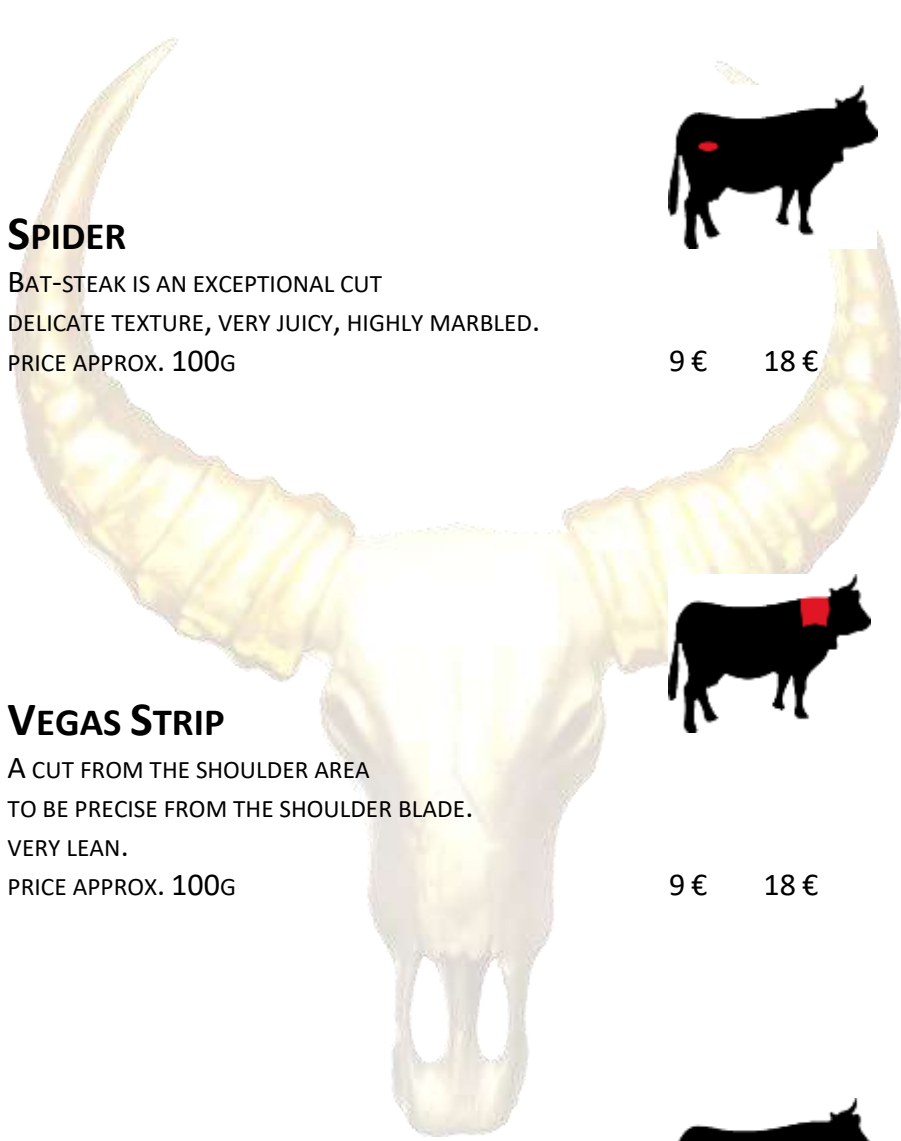 SPIDER
BAT-STEAK IS AN EXCEPTIONAL CUT
DELICATE TEXTURE, VERY JUICY, HIGHLY MARBLED.
PRICE APPROX. 100G 9 € 18 €
VEGAS STRIP
A CUT FROM THE SHOULDER AREA
TO BE PRECISE FROM THE SHOULDER BLADE.
VERY LEAN.
PRICE APPROX. 100G 9 € 18 €